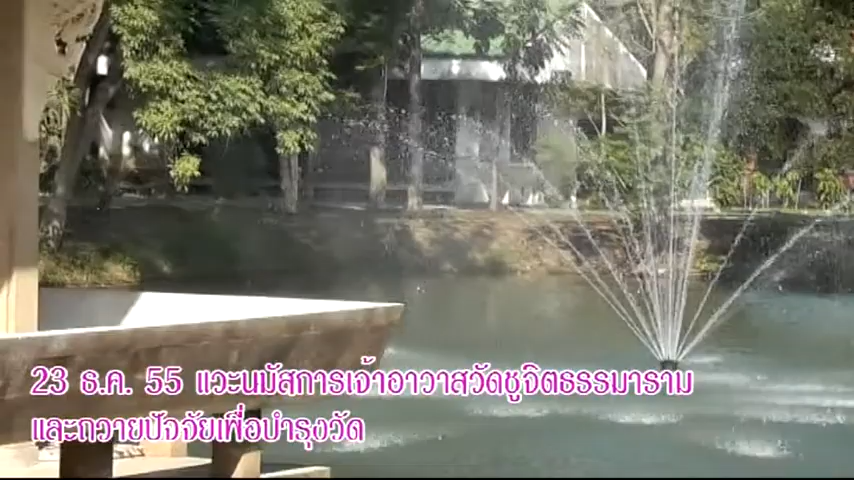 23 ธ.ค. 55 แวะนมัสการเจ้าอาวาสวัดชูจิตธรรมาราม
และถวายปัจจัยเพื่อบำรุงวัด